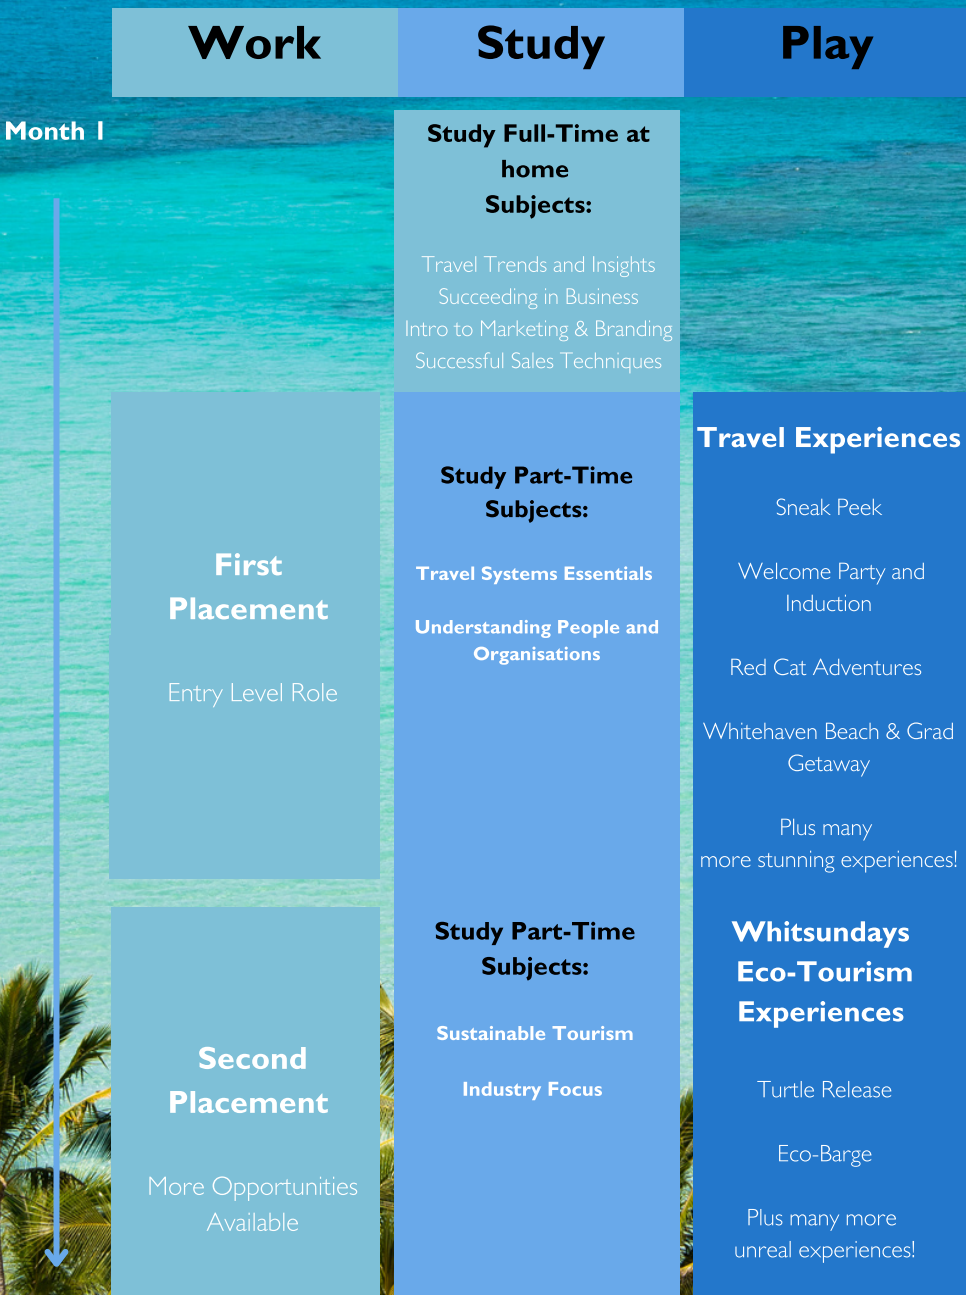 Work
Study
Play
Month 1
Study Full-Time at
home
Subjects:
Travel Trends and Insights
Succeeding in Business
Intro to Marketing & Branding
Successful Sales Techniques
First
Placement
Entry Level Role
Study Part-Time
Subjects:
Travel Systems Essentials
Understanding People and
Organisations
Travel Experiences
Sneak Peek
Welcome Party and
Induction
Red Cat Adventures
Whitehaven Beach & Grad
Getaway
Plus many
more stunning experiences!
Second
Placement
More Opportunities
Available
Study Part-Time
Subjects:
Sustainable Tourism
Industry Focus
Whitsundays
Eco-Tourism
Experiences
Turtle Release
Eco-Barge
Plus many more
unreal experiences!